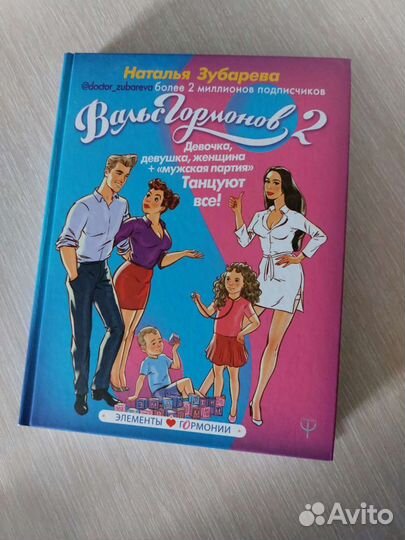 Наталья Зубарева
@doctor_zubareva более 2 миллионов подписчиков
Вальс Гормонов 2
Девочка,
девушка, женщина
+ «мужская партия»
Танцуют
все!
ЭЛЕМЕНТЫ ГОРМОНИИ
Avito